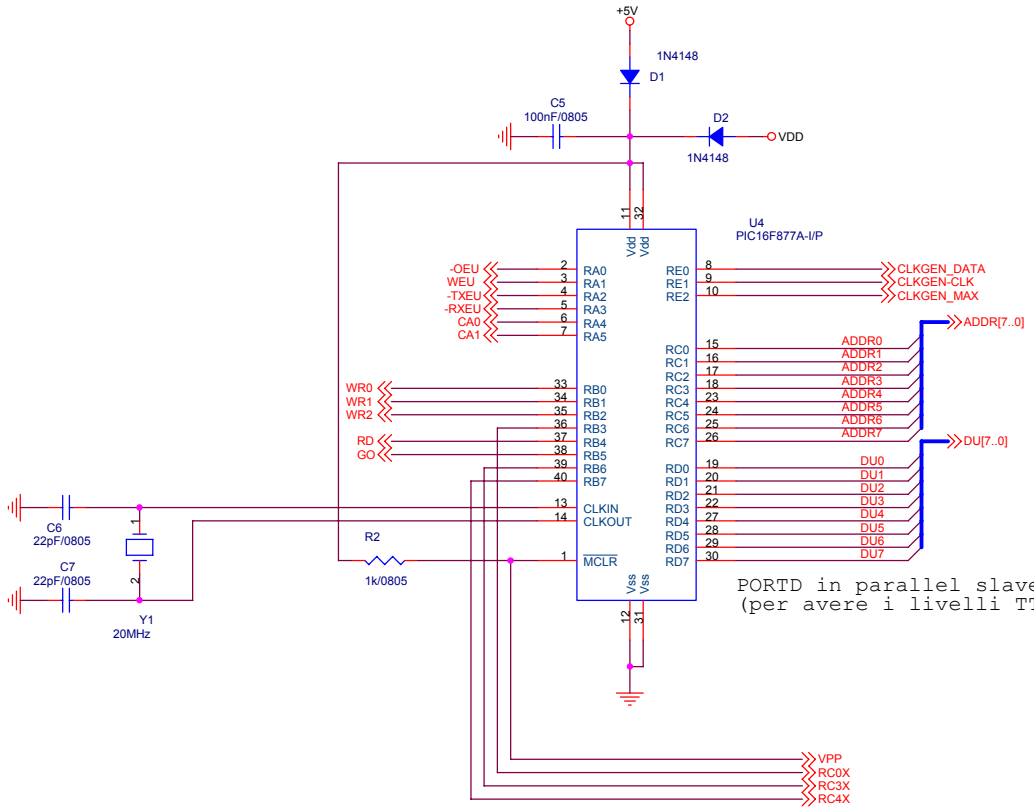 +5V
1N4148
D1
C5
100nF/0805
D2
VDD
1N4148
11
32
U4
PIC16F877A-I/P
Vdd
Vdd
-OEU 2 RA0
WEU 3 RA1
-TXEU 4 RA2
-RXEU 5 RA3
CA0 6 RA4
CA1 7 RA5
RE0 8 CLKGEN_DATA
RE1 9 CLKGEN-CLK
RE2 10 CLKGEN_MAX
ADDR[7..0]
RC0 15 ADDR0
RC1 16 ADDR1
RC2 17 ADDR2
RC3 18 ADDR3
RC4 23 ADDR4
RC5 24 ADDR5
RC6 25 ADDR6
RC7 26 ADDR7
WR0 33 RB0
WR1 34 RB1
WR2 35 RB2
36 RB3
RD 37 RB4
GO 38 RB5
39 RB6
40 RB7
DU[7..0]
RD0 19 DU0
RD1 20 DU1
RD2 21 DU2
RD3 22 DU3
RD4 27 DU4
RD5 28 DU5
RD6 29 DU6
RD7 30 DU7
13 CLKIN
14 CLKOUT
C6
22pF/0805
1
R2
1k/0805
1 MCLR
C7
22pF/0805
2
Y1
20MHz
Vss
Vss
12
31
PORTD in parallel slave
(per avere i livelli TT
VPP
RC0X
RC3X
RC4X